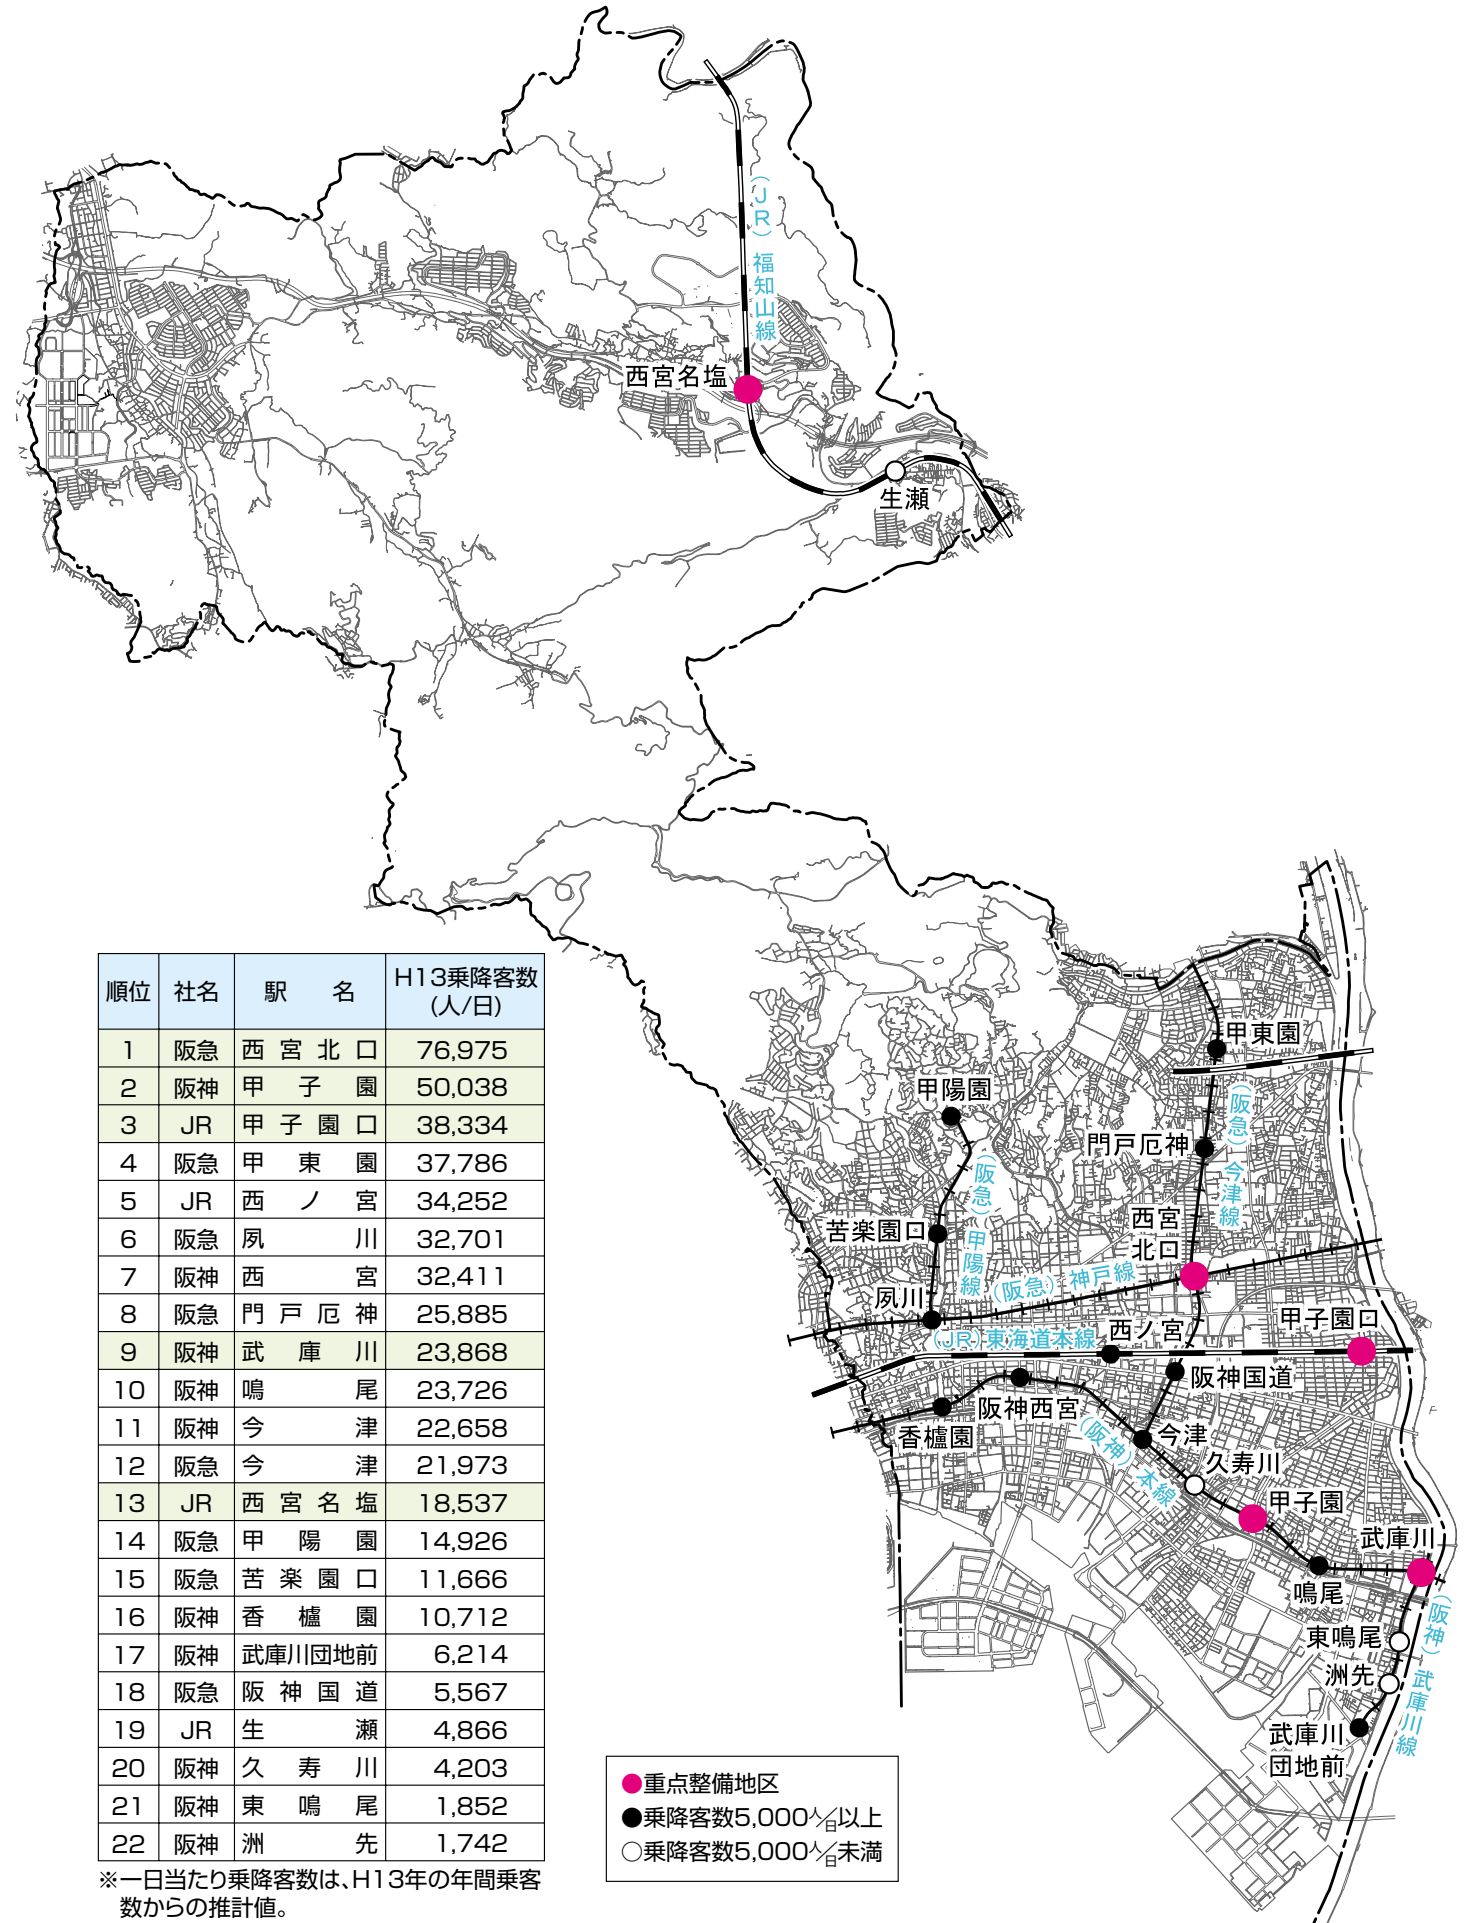 (JR)福知山線
西宮名塩
生瀬
順位 社名 駅名 H13乗降客数(人/日)
1 阪急 西宮北口 76,975
2 阪神 甲子園 50,038
3 JR 甲子園口 38,334
4 阪急 甲東園 37,786
5 JR 西ノ宮 34,252
6 阪急 夙川 32,701
7 阪神 西宮 32,411
8 阪急 門戸厄神 25,885
9 阪神 武庫川 23,868
10 阪神 鳴尾 23,726
11 阪神 今津 22,658
12 阪急 今津 21,973
13 JR 西宮名塩 18,537
14 阪急 甲陽園 14,926
15 阪急 苦楽園口 11,666
16 阪神 香櫨園 10,712
17 阪神 武庫川団地前 6,214
18 阪急 阪神国道 5,567
19 JR 生瀬 4,866
20 阪神 久寿川 4,203
21 阪神 東鳴尾 1,852
22 阪神 洲先 1,742
※一日当たり乗降客数は、H13年の年間乗客
数からの推計値。
甲東園
甲陽園
(阪急)今津線
門戸厄神
(阪急)甲陽線
西宮
北口
苦楽園口
(阪急)神戸線
夙川
甲子園口
(JR)東海道本線
西ノ宮
阪神国道
阪神西宮
香櫨園
今津
(阪神)本線
久寿川
甲子園
武庫川
鳴尾
(阪神)武庫川線
東鳴尾
洲先
武庫川
団地前
●重点整備地区
●乗降客数5,000人/日以上
○乗降客数5,000人/日未満